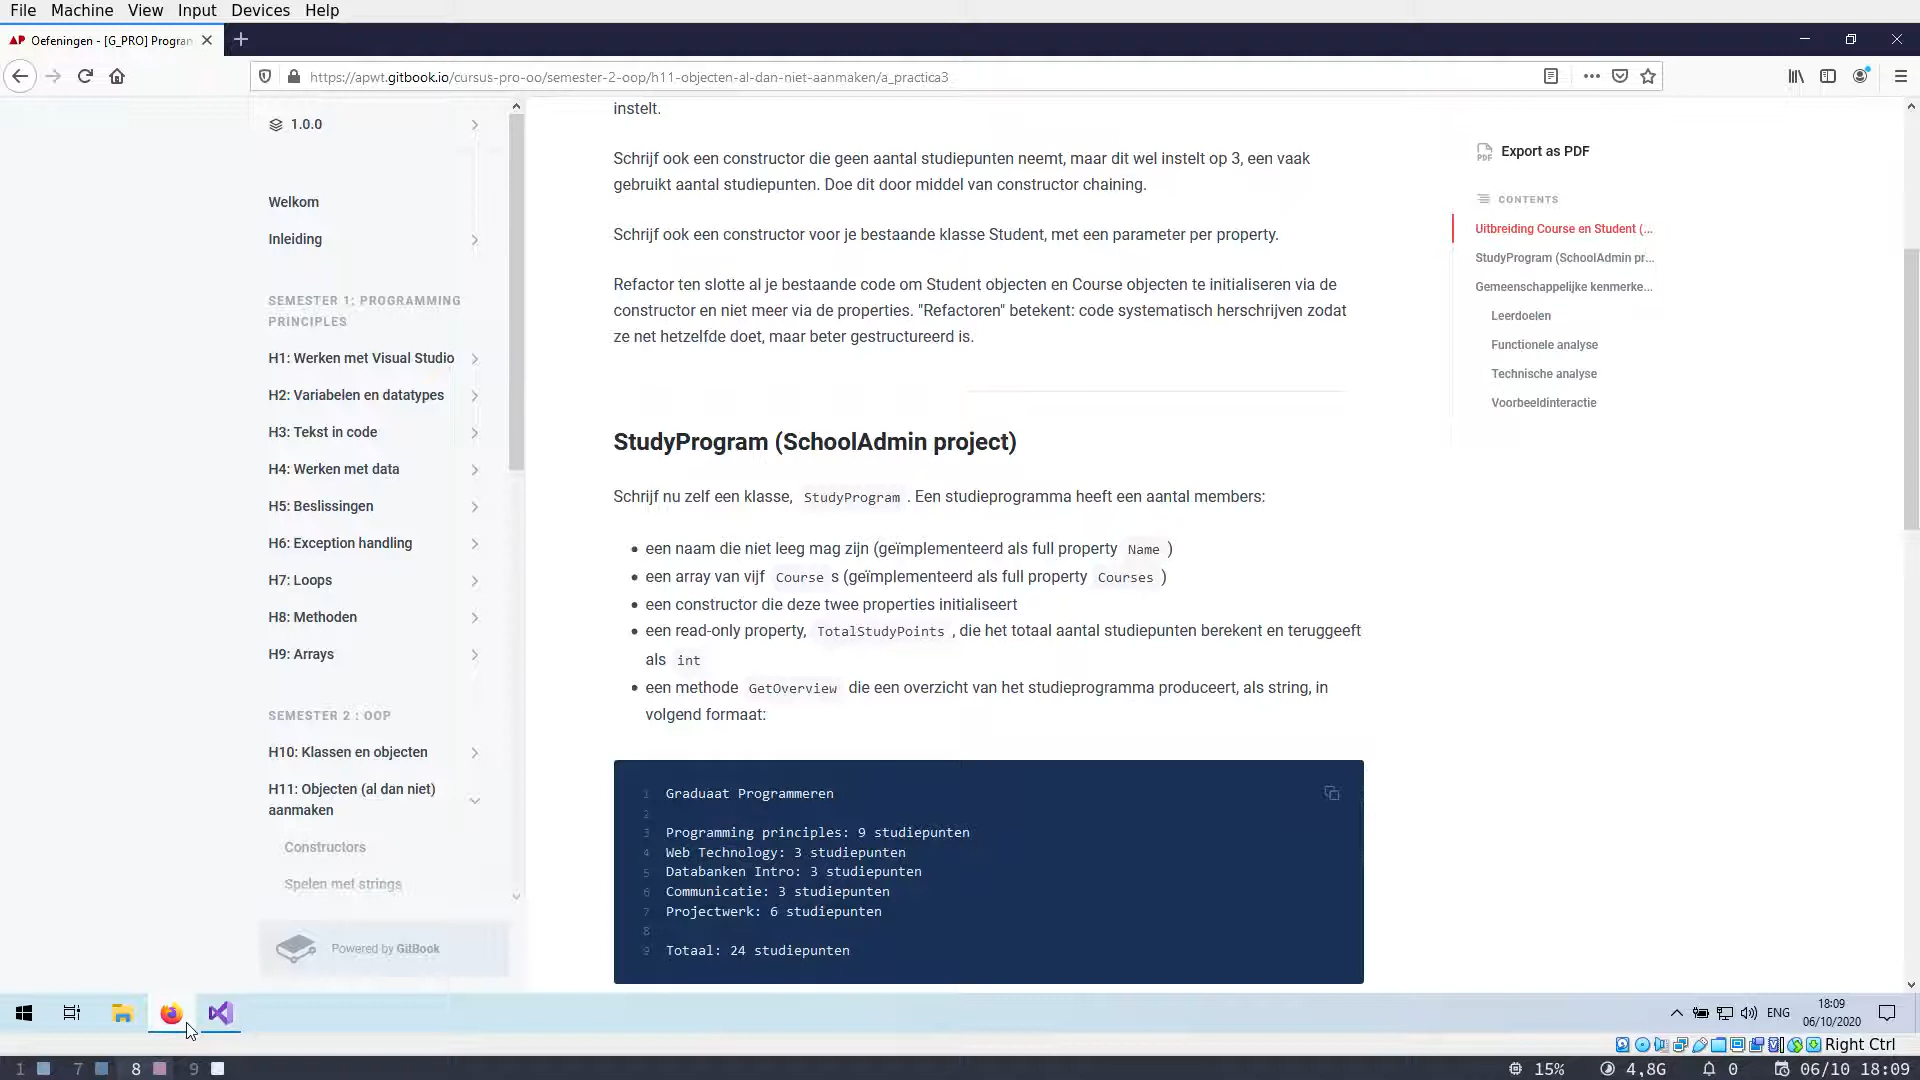 File Machine View Input Devices Help
Oefeningen - [G_PRO] Progran
https://apwt.gitbook.io/cursus-pro-oo/semester-2-oop/h11-objecten-al-dan-niet-aanmaken/a_practica3
1.0.0
Welkom
Inleiding
SEMESTER 1: PROGRAMMING
PRINCIPLES
H1: Werken met Visual Studio
H2: Variabelen en datatypes
H3: Tekst in code
H4: Werken met data
H5: Beslissingen
H6: Exception handling
H7: Loops
H8: Methoden
H9: Arrays
SEMESTER 2 : OOP
H10: Klassen en objecten
H11: Objecten (al dan niet)
aanmaken
Constructors
Spelen met strings
Powered by GitBook
instelt.
Schrijf ook een constructor die geen aantal studiepunten neemt, maar dit wel instelt op 3, een vaak
gebruikt aantal studiepunten. Doe dit door middel van constructor chaining.
Schrijf ook een constructor voor je bestaande klasse Student, met een parameter per property.
Refactor ten slotte al je bestaande code om Student objecten en Course objecten te initialiseren via de
constructor en niet meer via de properties. "Refactoren" betekent: code systematisch herschrijven zodat
ze net hetzelfde doet, maar beter gestructureerd is.
StudyProgram (SchoolAdmin project)
Schrijf nu zelf een klasse, StudyProgram . Een studieprogramma heeft een aantal members:
een naam die niet leeg mag zijn (geïmplementeerd als full property Name )
een array van vijf Course s (geïmplementeerd als full property Courses )
een constructor die deze twee properties initialiseert
een read-only property, TotalStudyPoints , die het totaal aantal studiepunten berekent en teruggeeft
als int
een methode GetOverview die een overzicht van het studieprogramma produceert, als string, in
volgend formaat:
1 Graduaat Programmeren
2
3 Programming principles: 9 studiepunten
4 Web Technology: 3 studiepunten
5 Databanken Intro: 3 studiepunten
6 Communicatie: 3 studiepunten
7 Projectwerk: 6 studiepunten
8
9 Totaal: 24 studiepunten
PDF Export as PDF
CONTENTS
Uitbreiding Course en Student (...
StudyProgram (SchoolAdmin pr...
Gemeenschappelijke kenmerke...
Leerdoelen
Functionele analyse
Technische analyse
Voorbeeldinteractie
ENG
18:09
06/10/2020
Right Ctrl
1 7 8 9
15% 4,8G 0 06/10 18:09